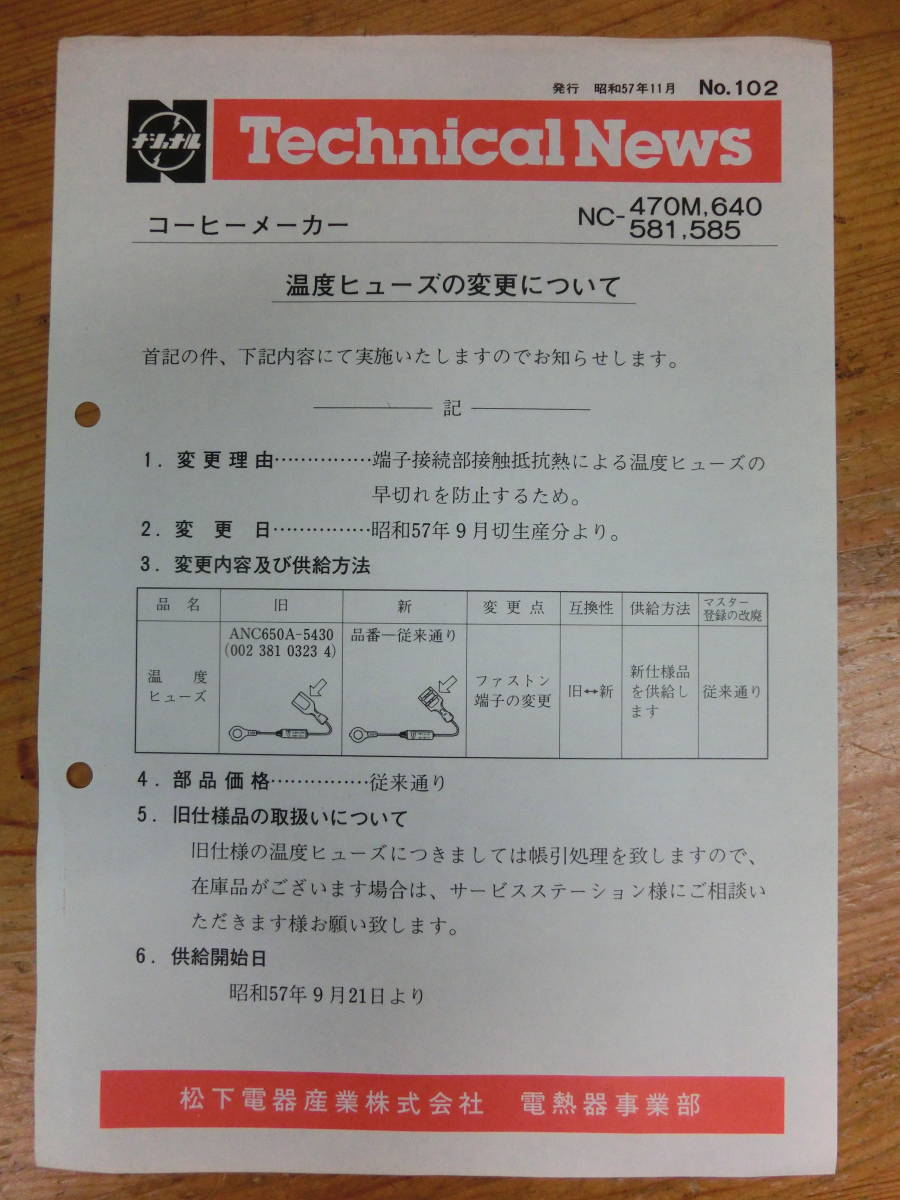 発行 昭和57年11月 No.102
ナショナル
Technical News
コーヒーメーカー
NC-470M,640
581,585
温度ヒューズの変更について
首記の件、下記内容にて実施いたしますのでお知らせします。
記
1. 変更理由……………端子接続部接触抵抗熱による温度ヒューズの
早切れを防止するため。
2. 変 更 日……………昭和57年9月切生産分より。
3. 変更内容及び供給方法
品 名 旧 新 変更点 互換性 供給方法 マスター登録の改廃
温 度
ヒューズ
ANC650A-5430
(002 381 0323 4)
品番―従来通り
ファストン
端子の変更
旧↔新
新仕様品
を供給し
ます
従来通り
4. 部品価格……………従来通り
5. 旧仕様品の取扱いについて
旧仕様の温度ヒューズにつきましては帳引処理を致しますので、
在庫品がございます場合は、サービスステーション様にご相談い
ただきます様お願い致します。
6. 供給開始日
昭和57年9月21日より
松下電器産業株式会社 電熱器事業部